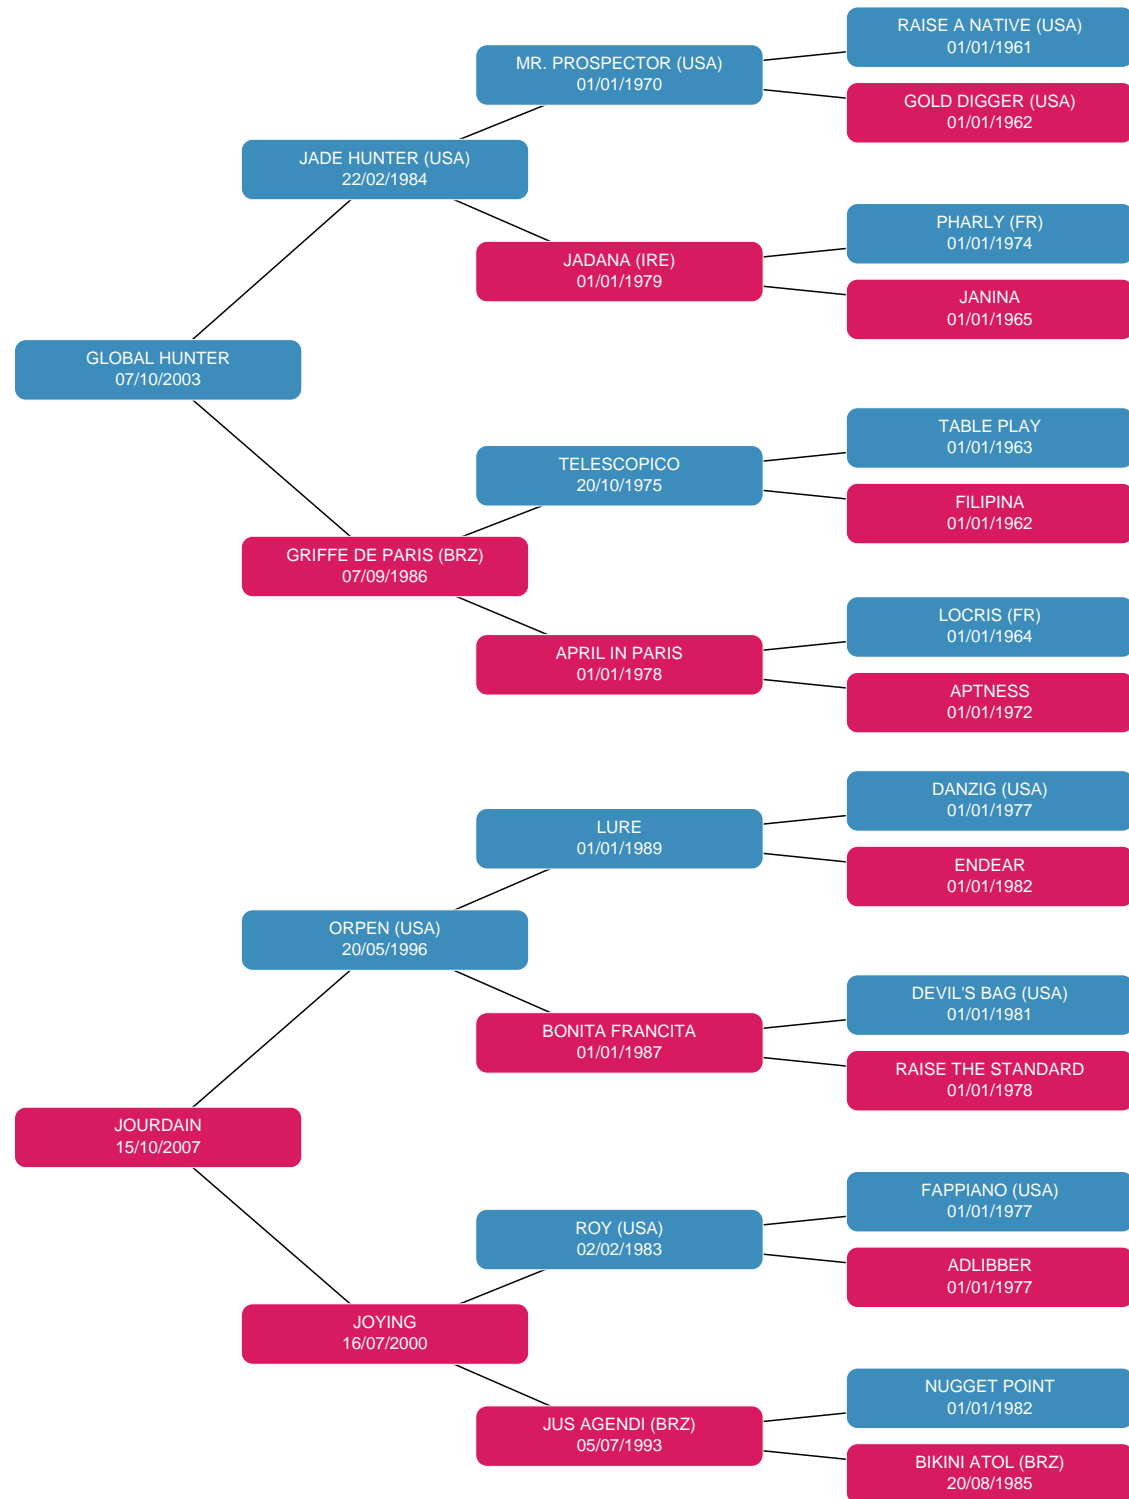 RAISE A NATIVE (USA)
01/01/1961
MR. PROSPECTOR (USA)
01/01/1970
GOLD DIGGER (USA)
01/01/1962
JADE HUNTER (USA)
22/02/1984
PHARLY (FR)
01/01/1974
JADANA (IRE)
01/01/1979
JANINA
01/01/1965
GLOBAL HUNTER
07/10/2003
TABLE PLAY
01/01/1963
TELESCOPICO
20/10/1975
FILIPINA
01/01/1962
GRIFFE DE PARIS (BRZ)
07/09/1986
LOCRIS (FR)
01/01/1964
APRIL IN PARIS
01/01/1978
APTNESS
01/01/1972
DANZIG (USA)
01/01/1977
LURE
01/01/1989
ENDEAR
01/01/1982
ORPEN (USA)
20/05/1996
DEVIL'S BAG (USA)
01/01/1981
BONITA FRANCITA
01/01/1987
RAISE THE STANDARD
01/01/1978
JOURDAIN
15/10/2007
FAPPIANO (USA)
01/01/1977
ROY (USA)
02/02/1983
ADLIBBER
01/01/1977
JOYING
16/07/2000
NUGGET POINT
01/01/1982
JUS AGENDI (BRZ)
05/07/1993
BIKINI ATOL (BRZ)
20/08/1985